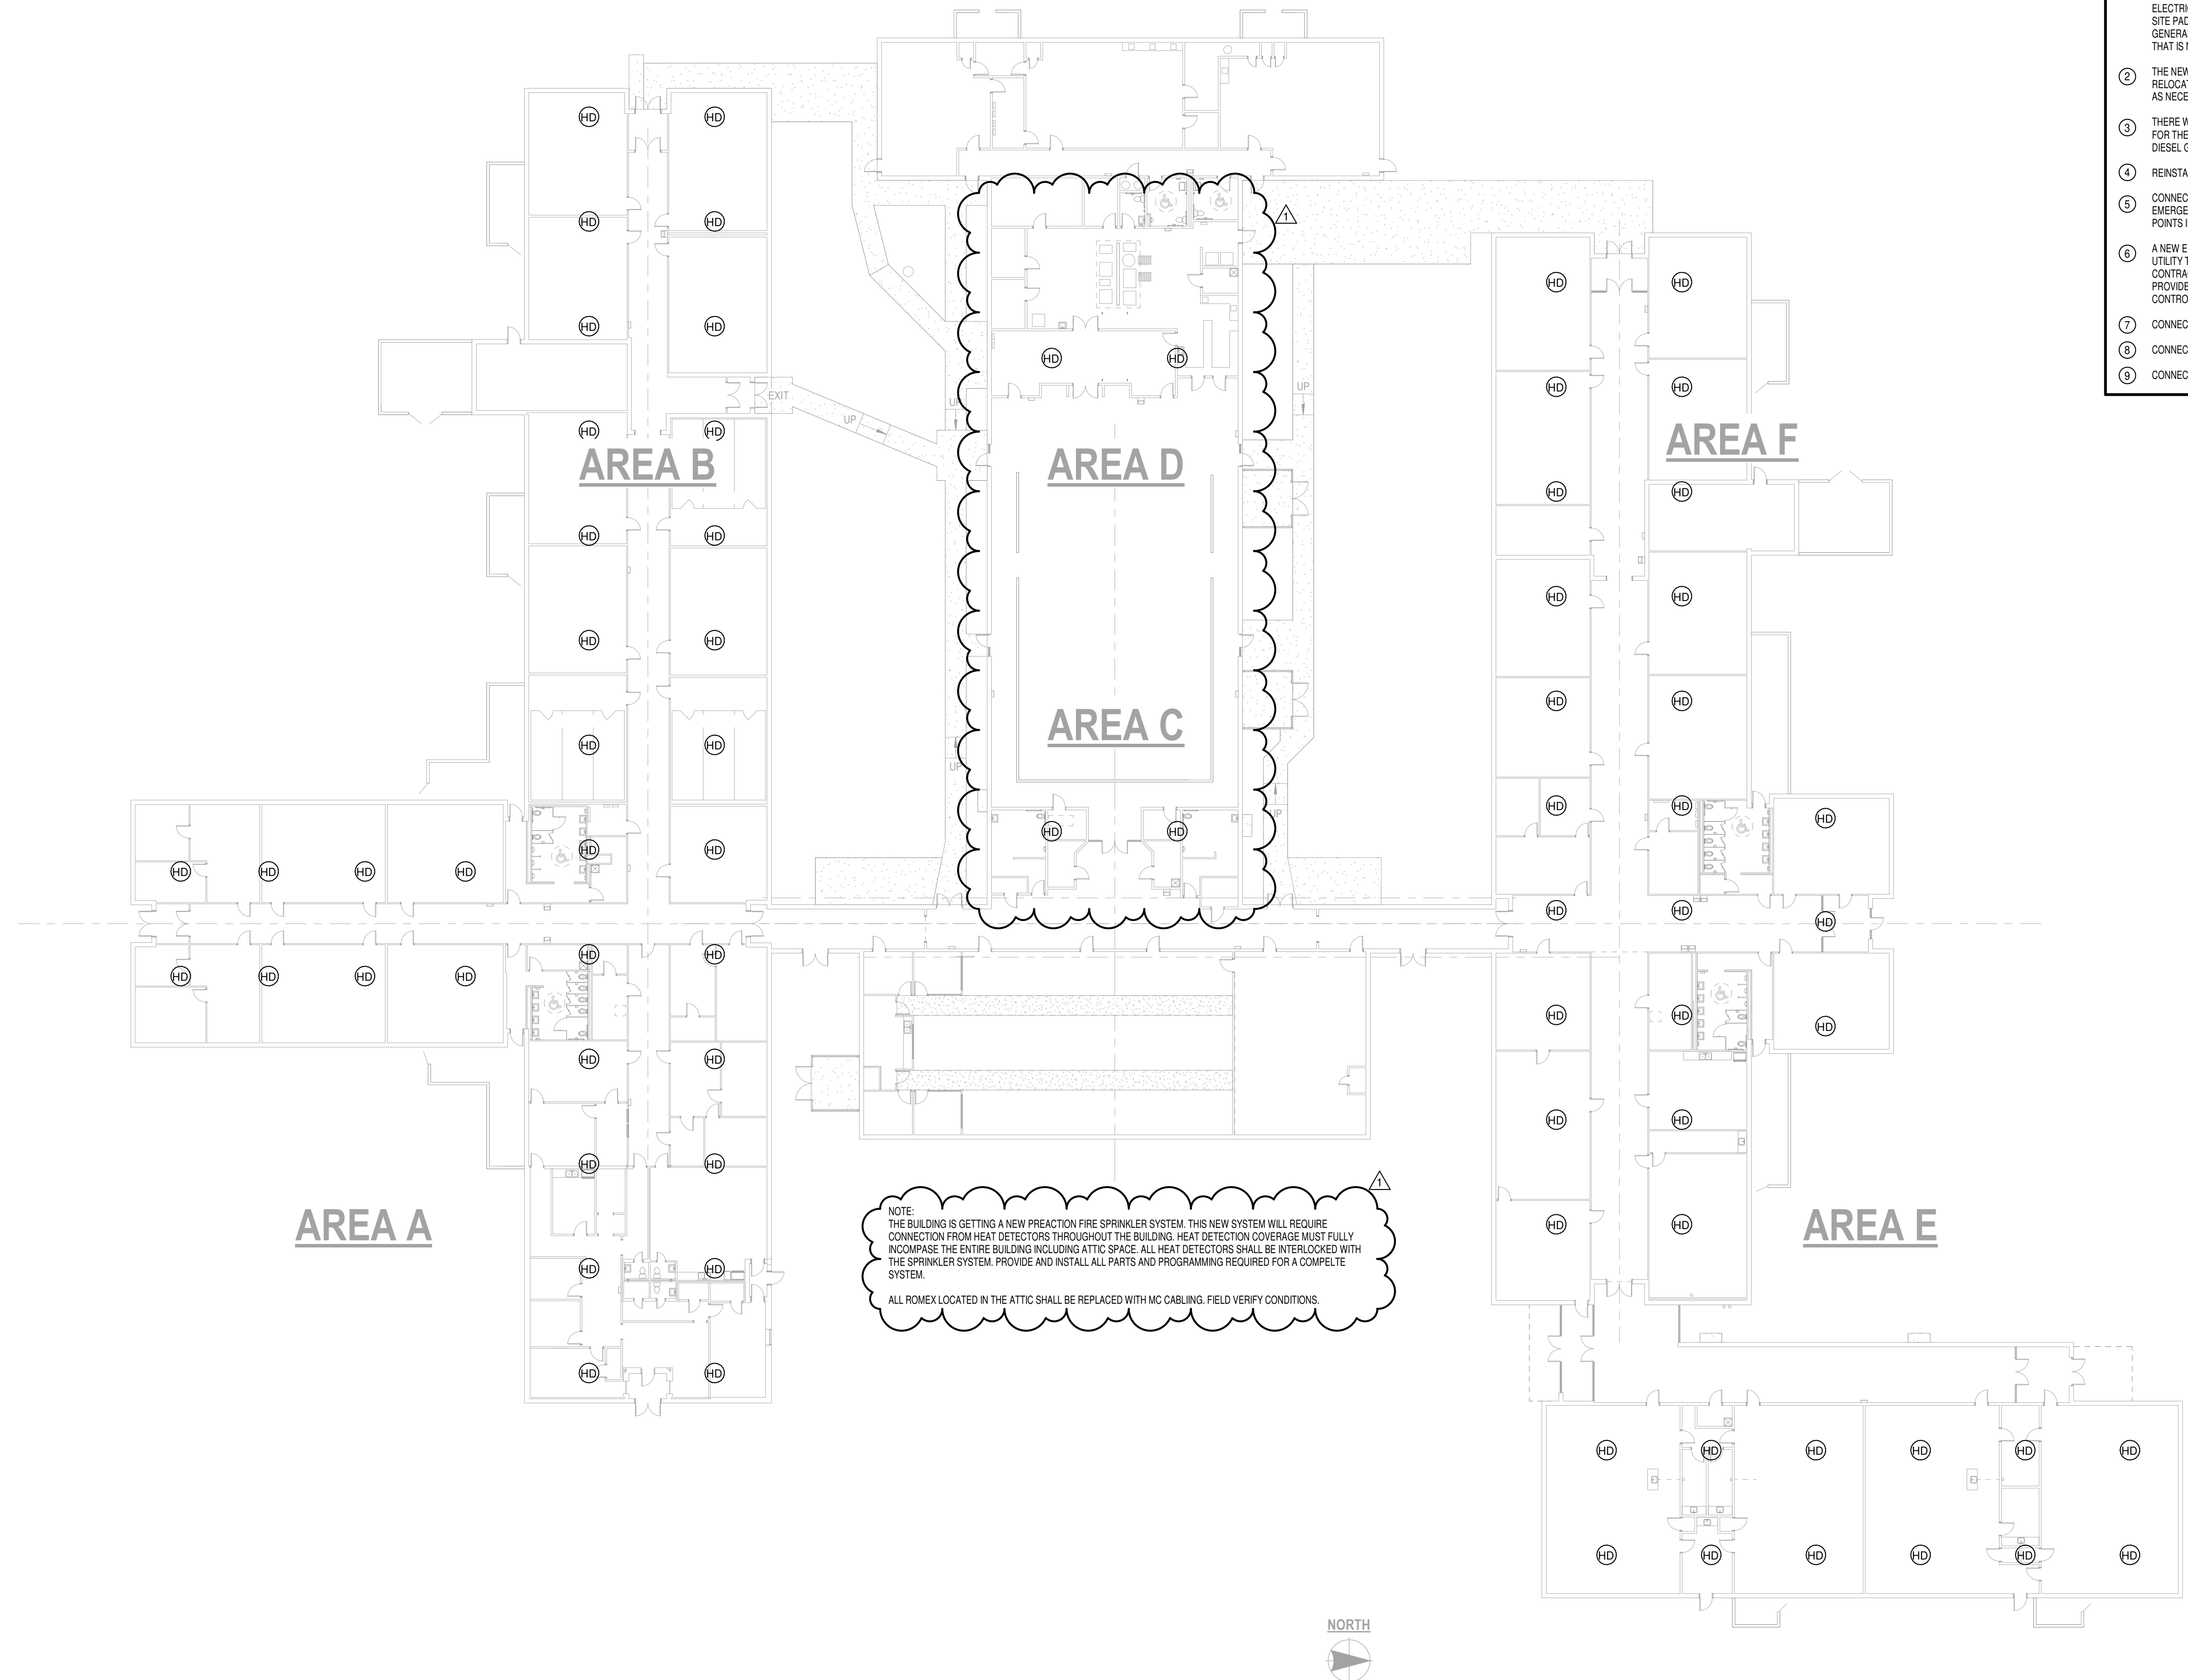 ELECTRI
SITE PAD
GENERA
THAT IS
2 THE NEW
RELOCAT
AS NECE
3 THERE W
FOR THE
DIESEL G
4 REINSTA
5 CONNEC
EMERGE
POINTS I
6 A NEW E
UTILITY T
CONTRA
PROVIDE
CONTRO
7 CONNEC
8 CONNEC
9 CONNEC
HD HD
HD HD
1
HD HD
HD HD
HD HD
HD HD
EXIT
UP
UP
UP
HD HD
AREA B
AREA D
AREA F
HD HD
HD HD
HD HD
HD HD
HD HD
AREA C
HD HD
UP
UP
HD HD HD
HD HD
HD HD
HD HD HD HD
HD HD HD
HD HD
HD HD HD HD
HD HD HD
HD HD
HD HD
HD HD
1
NOTE:
THE BUILDING IS GETTING A NEW PREACTION FIRE SPRINKLER SYSTEM. THIS NEW SYSTEM WILL REQUIRE
CONNECTION FROM HEAT DETECTORS THROUGHOUT THE BUILDING. HEAT DETECTION COVERAGE MUST FULLY
INCOMPASE THE ENTIRE BUILDING INCLUDING ATTIC SPACE. ALL HEAT DETECTORS SHALL BE INTERLOCKED WITH
THE SPRINKLER SYSTEM. PROVIDE AND INSTALL ALL PARTS AND PROGRAMMING REQUIRED FOR A COMPELTE
SYSTEM.
ALL ROMEX LOCATED IN THE ATTIC SHALL BE REPLACED WITH MC CABLIING. FIELD VERIFY CONDITIONS.
AREA A
AREA E
HD HD
HD HD
HD HD
HD HD HD HD HD HD
HD HD HD HD HD HD
NORTH